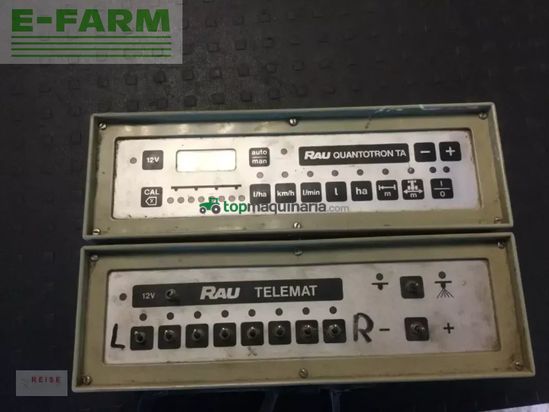 E-FARM
12V
auto
man
RAU QUANTOTRON TA
- +
CAL
x
l/ha
km/h
l/min
l
ha
m
m
I
0
topmaquinaria.com
12V
RAU TELEMAT
L
R
- +
REISE